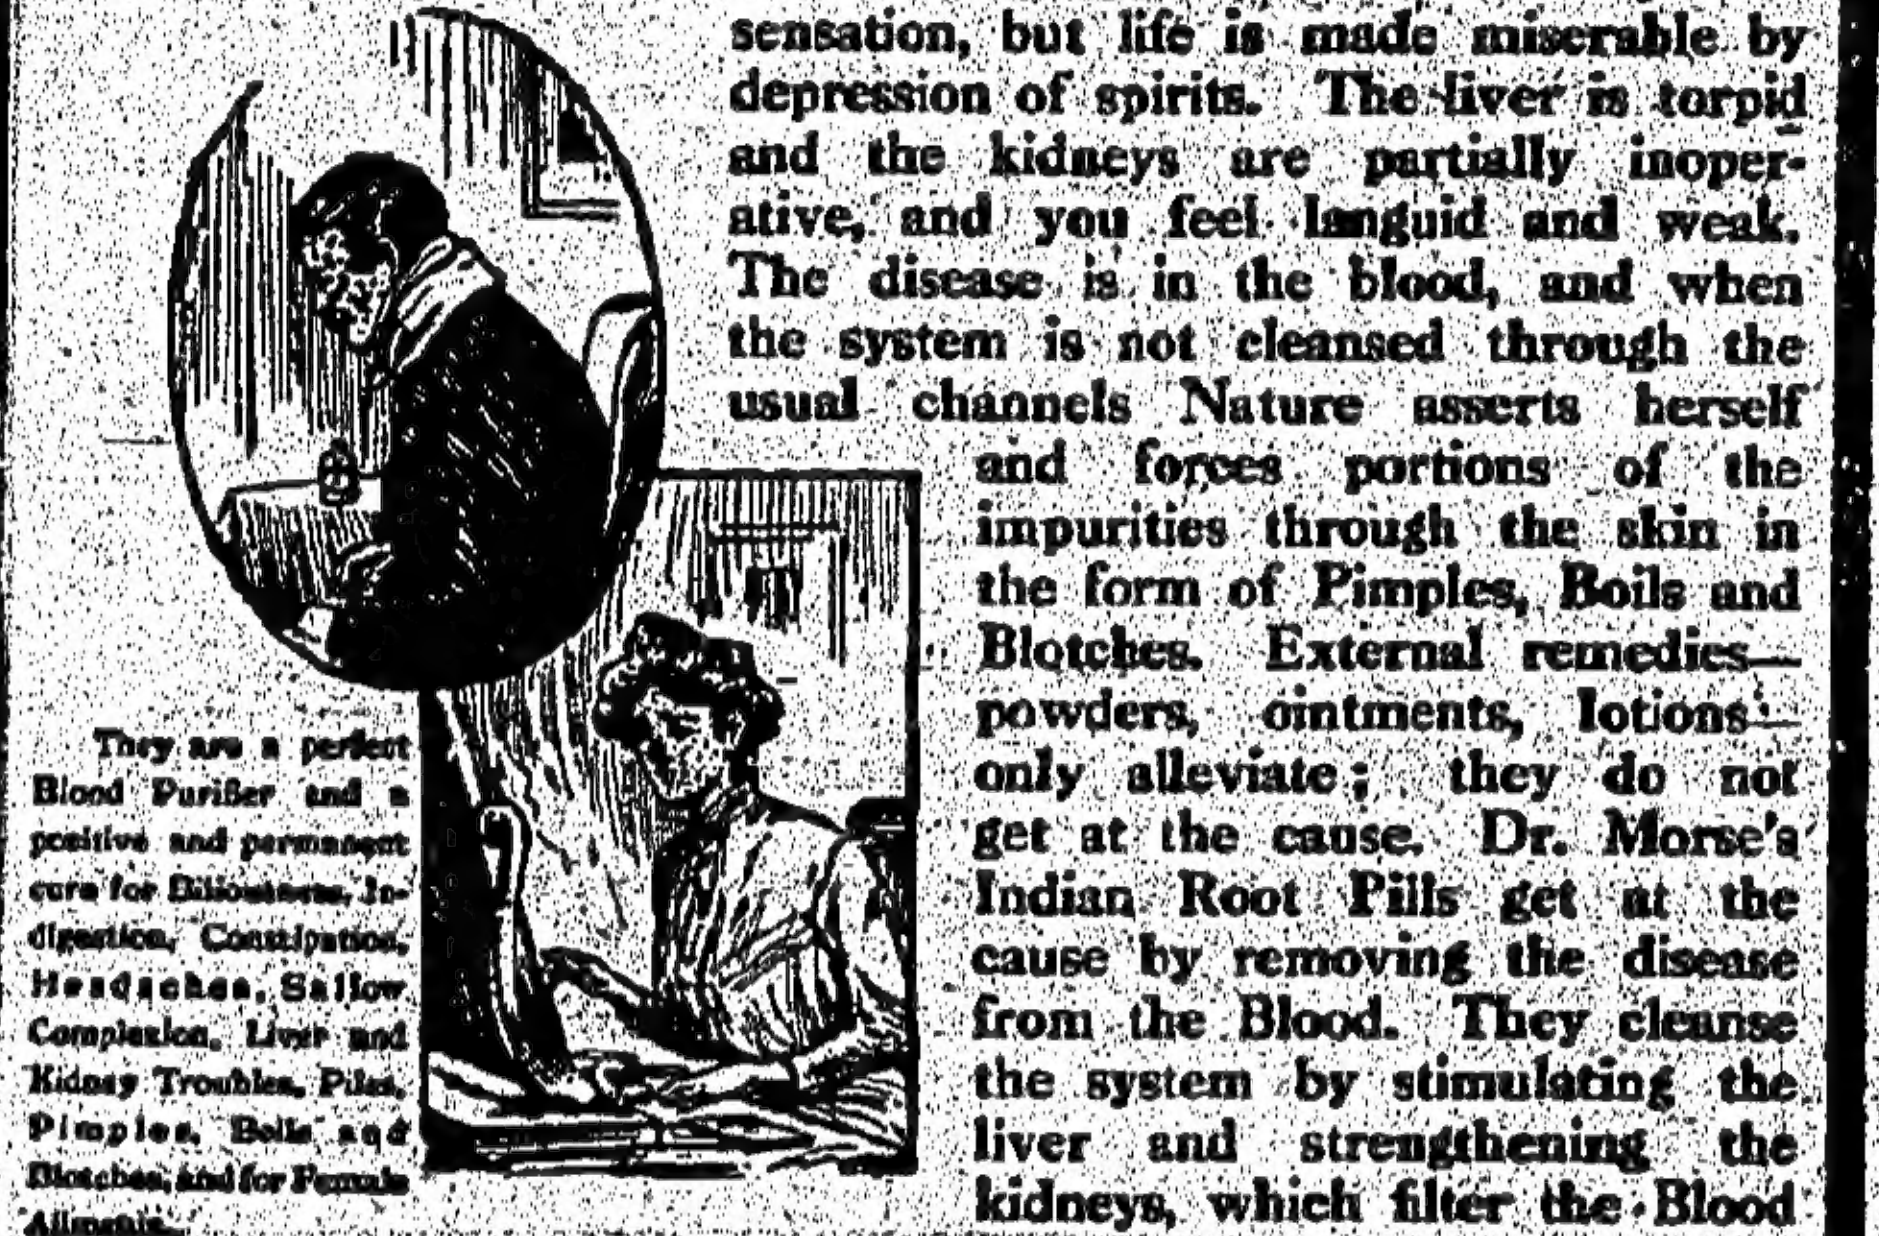 sensation, but life is made miserable by
depression of spirits. The liver is torpid
and the kidneys are partially inoper-
ative, and you feel languid and weak.
The disease is in the blood, and when
the system is not cleansed through the
usual channels Nature asserts herself
and forces portions of the
impurities through the skin in
the form of Pimples, Boils and
Blotches. External remedies—
powders, ointments, lotions—
only alleviate; they do not
get at the cause. Dr. Morse's
Indian Root Pills get at the
cause by removing the disease
from the Blood. They cleanse
the system by stimulating the
liver and strengthening the
kidneys, which filter the Blood
They are a perfect
Blood Purifier and a
positive and permanent
cure for Biliousness, In-
digestion, Constipation,
Headaches, Sallow
Complexion, Liver and
Kidney Troubles, Piles,
Pimples, Boils and
Blotches, and for Female
Ailments.